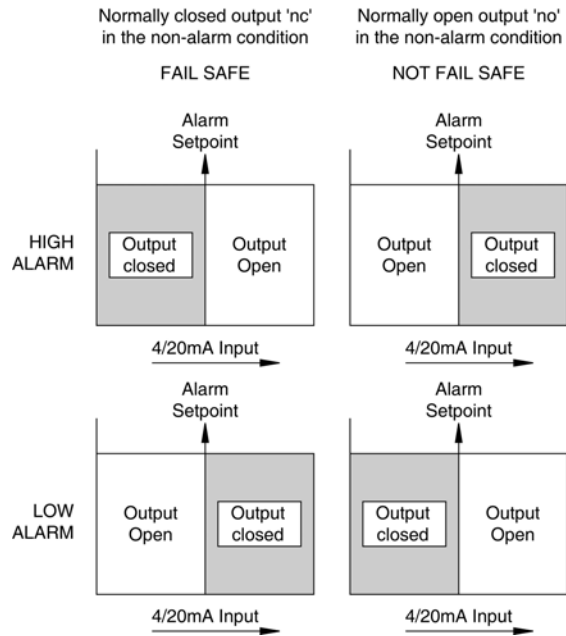 Normally closed output 'nc'
in the non-alarm condition
FAIL SAFE
Normally open output 'no'
in the non-alarm condition
NOT FAIL SAFE
HIGH
ALARM
Alarm
Setpoint
Output
closed
Output
Open
4/20mA Input
Alarm
Setpoint
Output
Open
Output
closed
4/20mA Input
LOW
ALARM
Alarm
Setpoint
Output
Open
Output
closed
4/20mA Input
Alarm
Setpoint
Output
closed
Output
Open
4/20mA Input